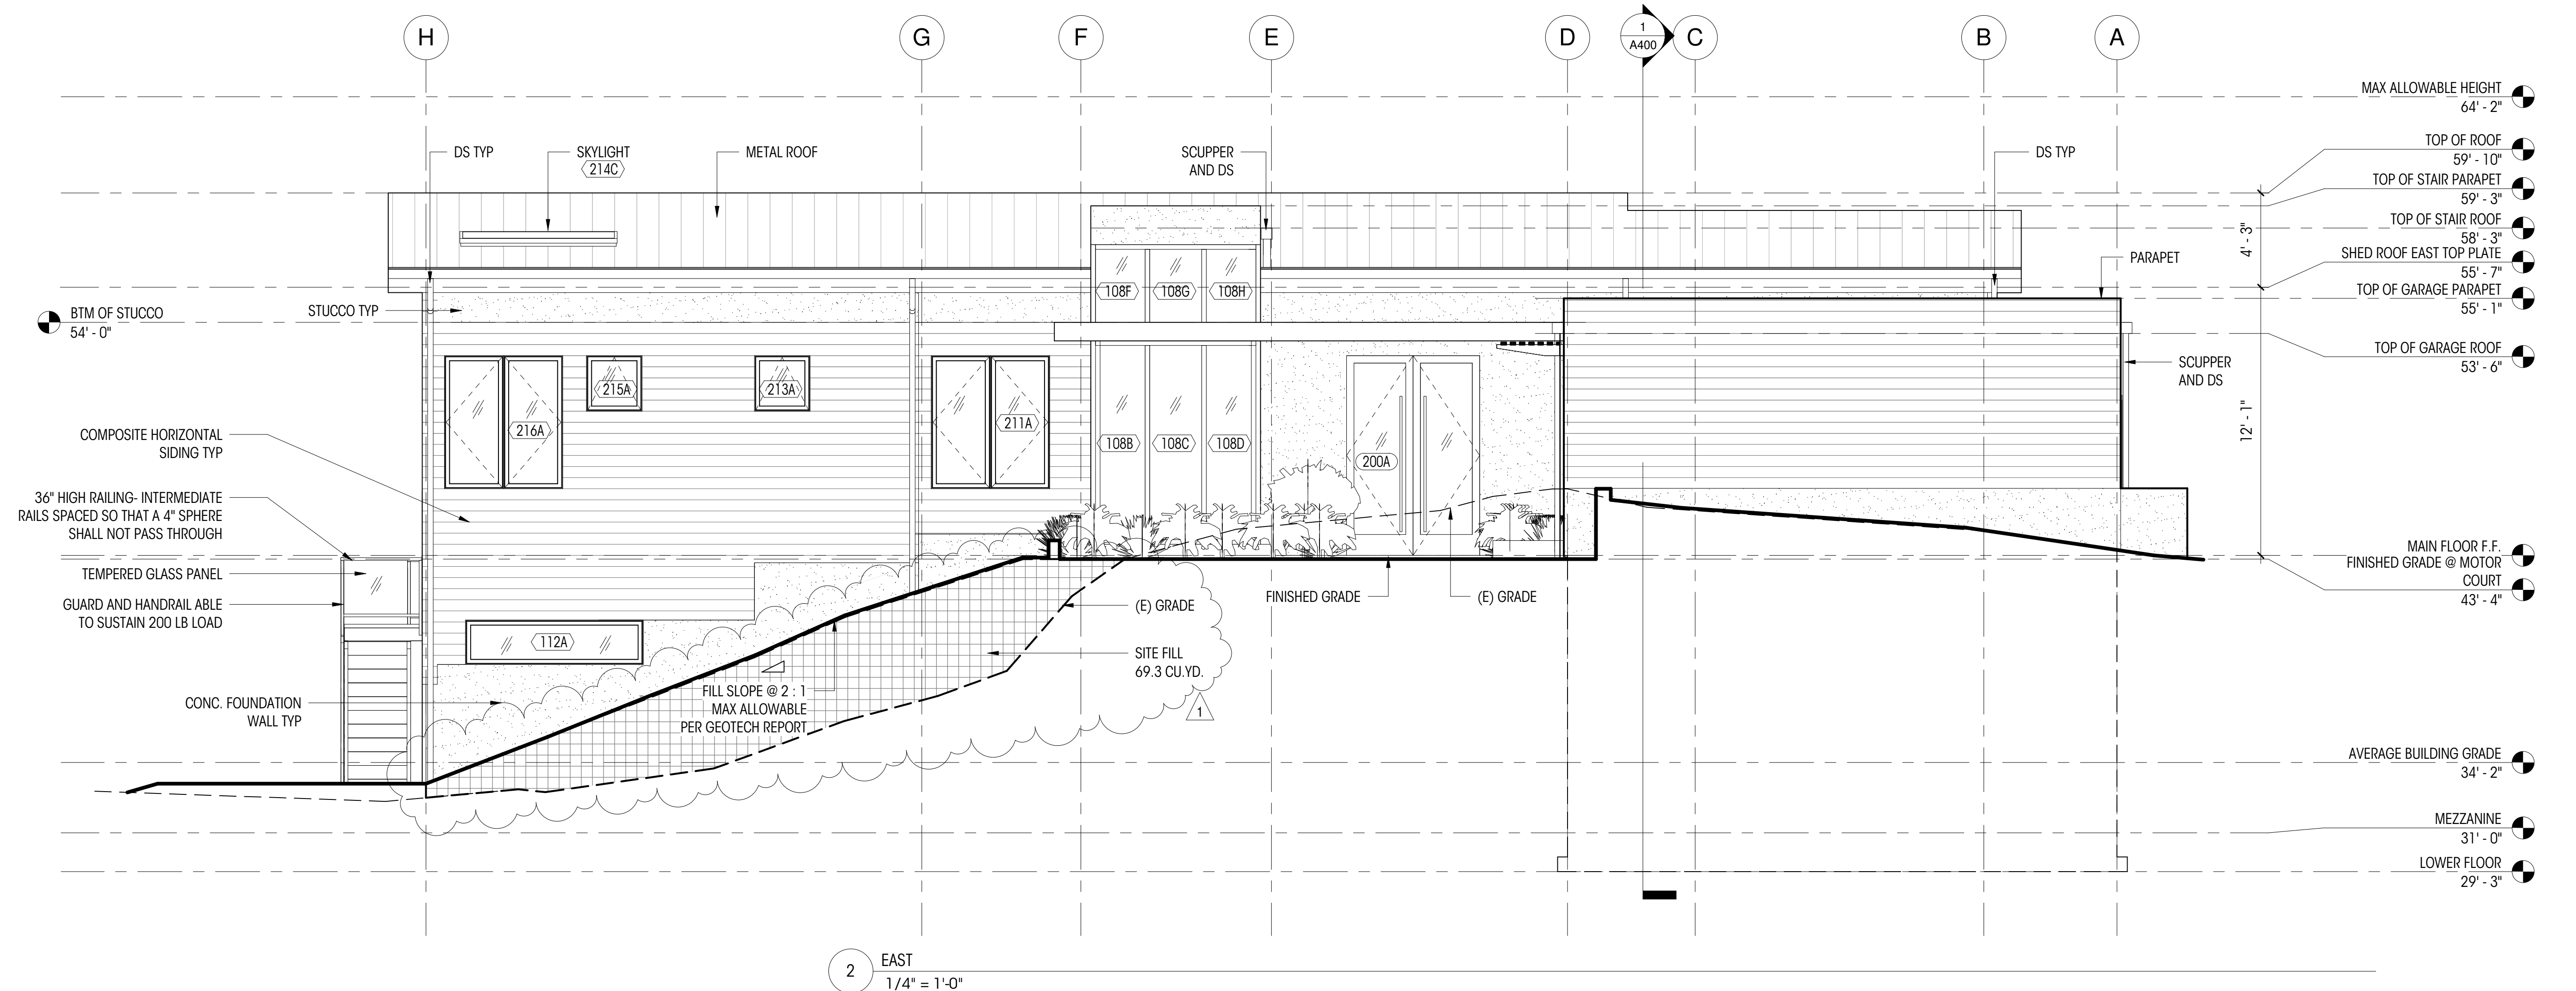 H
G
F
E
D
1
A400
C
B
A
MAX ALLOWABLE HEIGHT
64' - 2"
TOP OF ROOF
59' - 10"
TOP OF STAIR PARAPET
59' - 3"
TOP OF STAIR ROOF
58' - 3"
SHED ROOF EAST TOP PLATE
55' - 7"
TOP OF GARAGE PARAPET
55' - 1"
TOP OF GARAGE ROOF
53' - 6"
MAIN FLOOR F.F.
FINISHED GRADE @ MOTOR
COURT
43' - 4"
AVERAGE BUILDING GRADE
34' - 2"
MEZZANINE
31' - 0"
LOWER FLOOR
29' - 3"
4' - 3"
12' - 1"
DS TYP
SKYLIGHT
214C
METAL ROOF
SCUPPER
AND DS
DS TYP
PARAPET
BTM OF STUCCO
54' - 0"
STUCCO TYP
108F
108G
108H
SCUPPER
AND DS
215A
213A
216A
211A
108B
108C
108D
200A
COMPOSITE HORIZONTAL
SIDING TYP
36" HIGH RAILING- INTERMEDIATE
RAILS SPACED SO THAT A 4" SPHERE
SHALL NOT PASS THROUGH
TEMPERED GLASS PANEL
GUARD AND HANDRAIL ABLE
TO SUSTAIN 200 LB LOAD
112A
CONC. FOUNDATION
WALL TYP
FILL SLOPE @ 2 : 1
MAX ALLOWABLE
PER GEOTECH REPORT
(E) GRADE
SITE FILL
69.3 CU.YD.
1
FINISHED GRADE
(E) GRADE
2
EAST
1/4" = 1'-0"